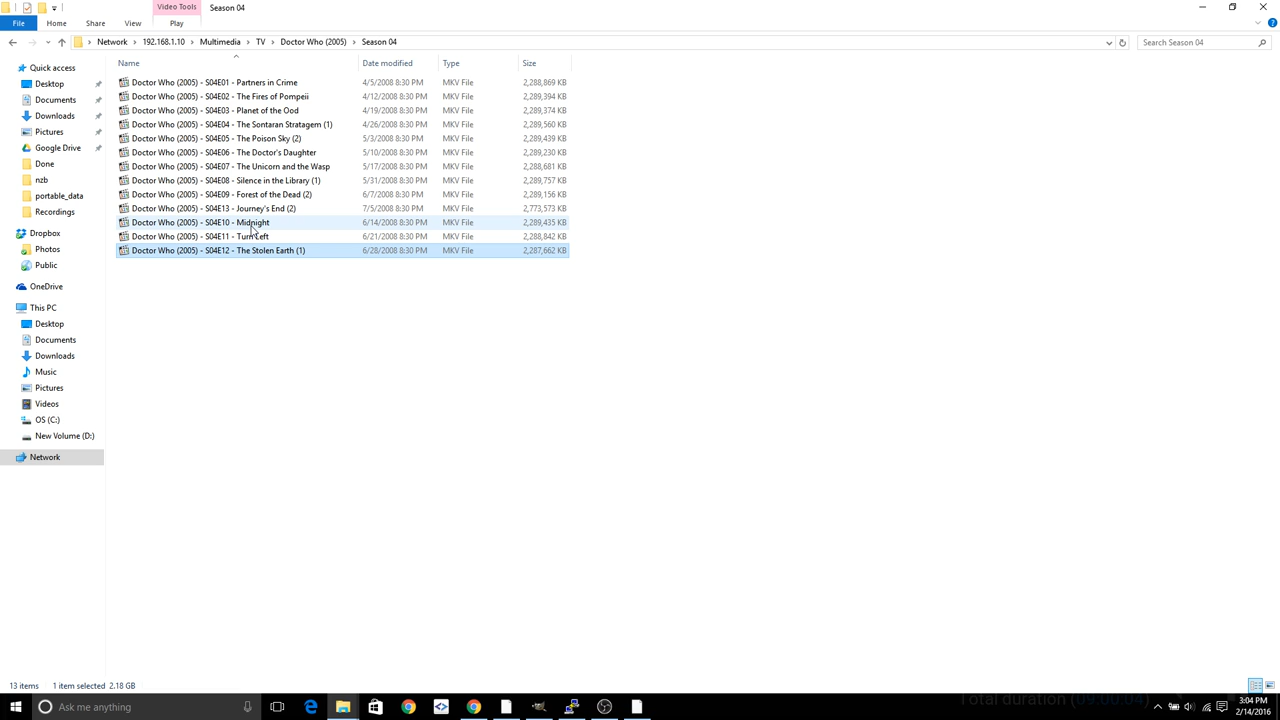 Video Tools Season 04
File Home Share View Play
Network 192.168.1.10 Multimedia TV Doctor Who (2005) Season 04 Search Season 04
Name Date modified Type Size
Quick access
Desktop
Documents
Downloads
Pictures
Google Drive
Done
nzb
portable_data
Recordings
Dropbox
Photos
Public
OneDrive
This PC
Desktop
Documents
Downloads
Music
Pictures
Videos
OS (C:)
New Volume (D:)
Network
Doctor Who (2005) - S04E01 - Partners in Crime 4/5/2008 8:30 PM MKV File 2,288,869 KB
Doctor Who (2005) - S04E02 - The Fires of Pompeii 4/12/2008 8:30 PM MKV File 2,289,394 KB
Doctor Who (2005) - S04E03 - Planet of the Ood 4/19/2008 8:30 PM MKV File 2,289,374 KB
Doctor Who (2005) - S04E04 - The Sontaran Stratagem (1) 4/26/2008 8:30 PM MKV File 2,289,560 KB
Doctor Who (2005) - S04E05 - The Poison Sky (2) 5/3/2008 8:30 PM MKV File 2,289,439 KB
Doctor Who (2005) - S04E06 - The Doctor's Daughter 5/10/2008 8:30 PM MKV File 2,289,230 KB
Doctor Who (2005) - S04E07 - The Unicorn and the Wasp 5/17/2008 8:30 PM MKV File 2,288,681 KB
Doctor Who (2005) - S04E08 - Silence in the Library (1) 5/31/2008 8:30 PM MKV File 2,289,757 KB
Doctor Who (2005) - S04E09 - Forest of the Dead (2) 6/7/2008 8:30 PM MKV File 2,289,156 KB
Doctor Who (2005) - S04E13 - Journey's End (2) 7/5/2008 8:30 PM MKV File 2,773,573 KB
Doctor Who (2005) - S04E10 - Midnight 6/14/2008 8:30 PM MKV File 2,289,435 KB
Doctor Who (2005) - S04E11 - Turn Left 6/21/2008 8:30 PM MKV File 2,288,842 KB
Doctor Who (2005) - S04E12 - The Stolen Earth (1) 6/28/2008 8:30 PM MKV File 2,287,662 KB
13 items 1 item selected 2.18 GB
Ask me anything
Total duration (09:00:04)
3:04 PM
2/14/2016